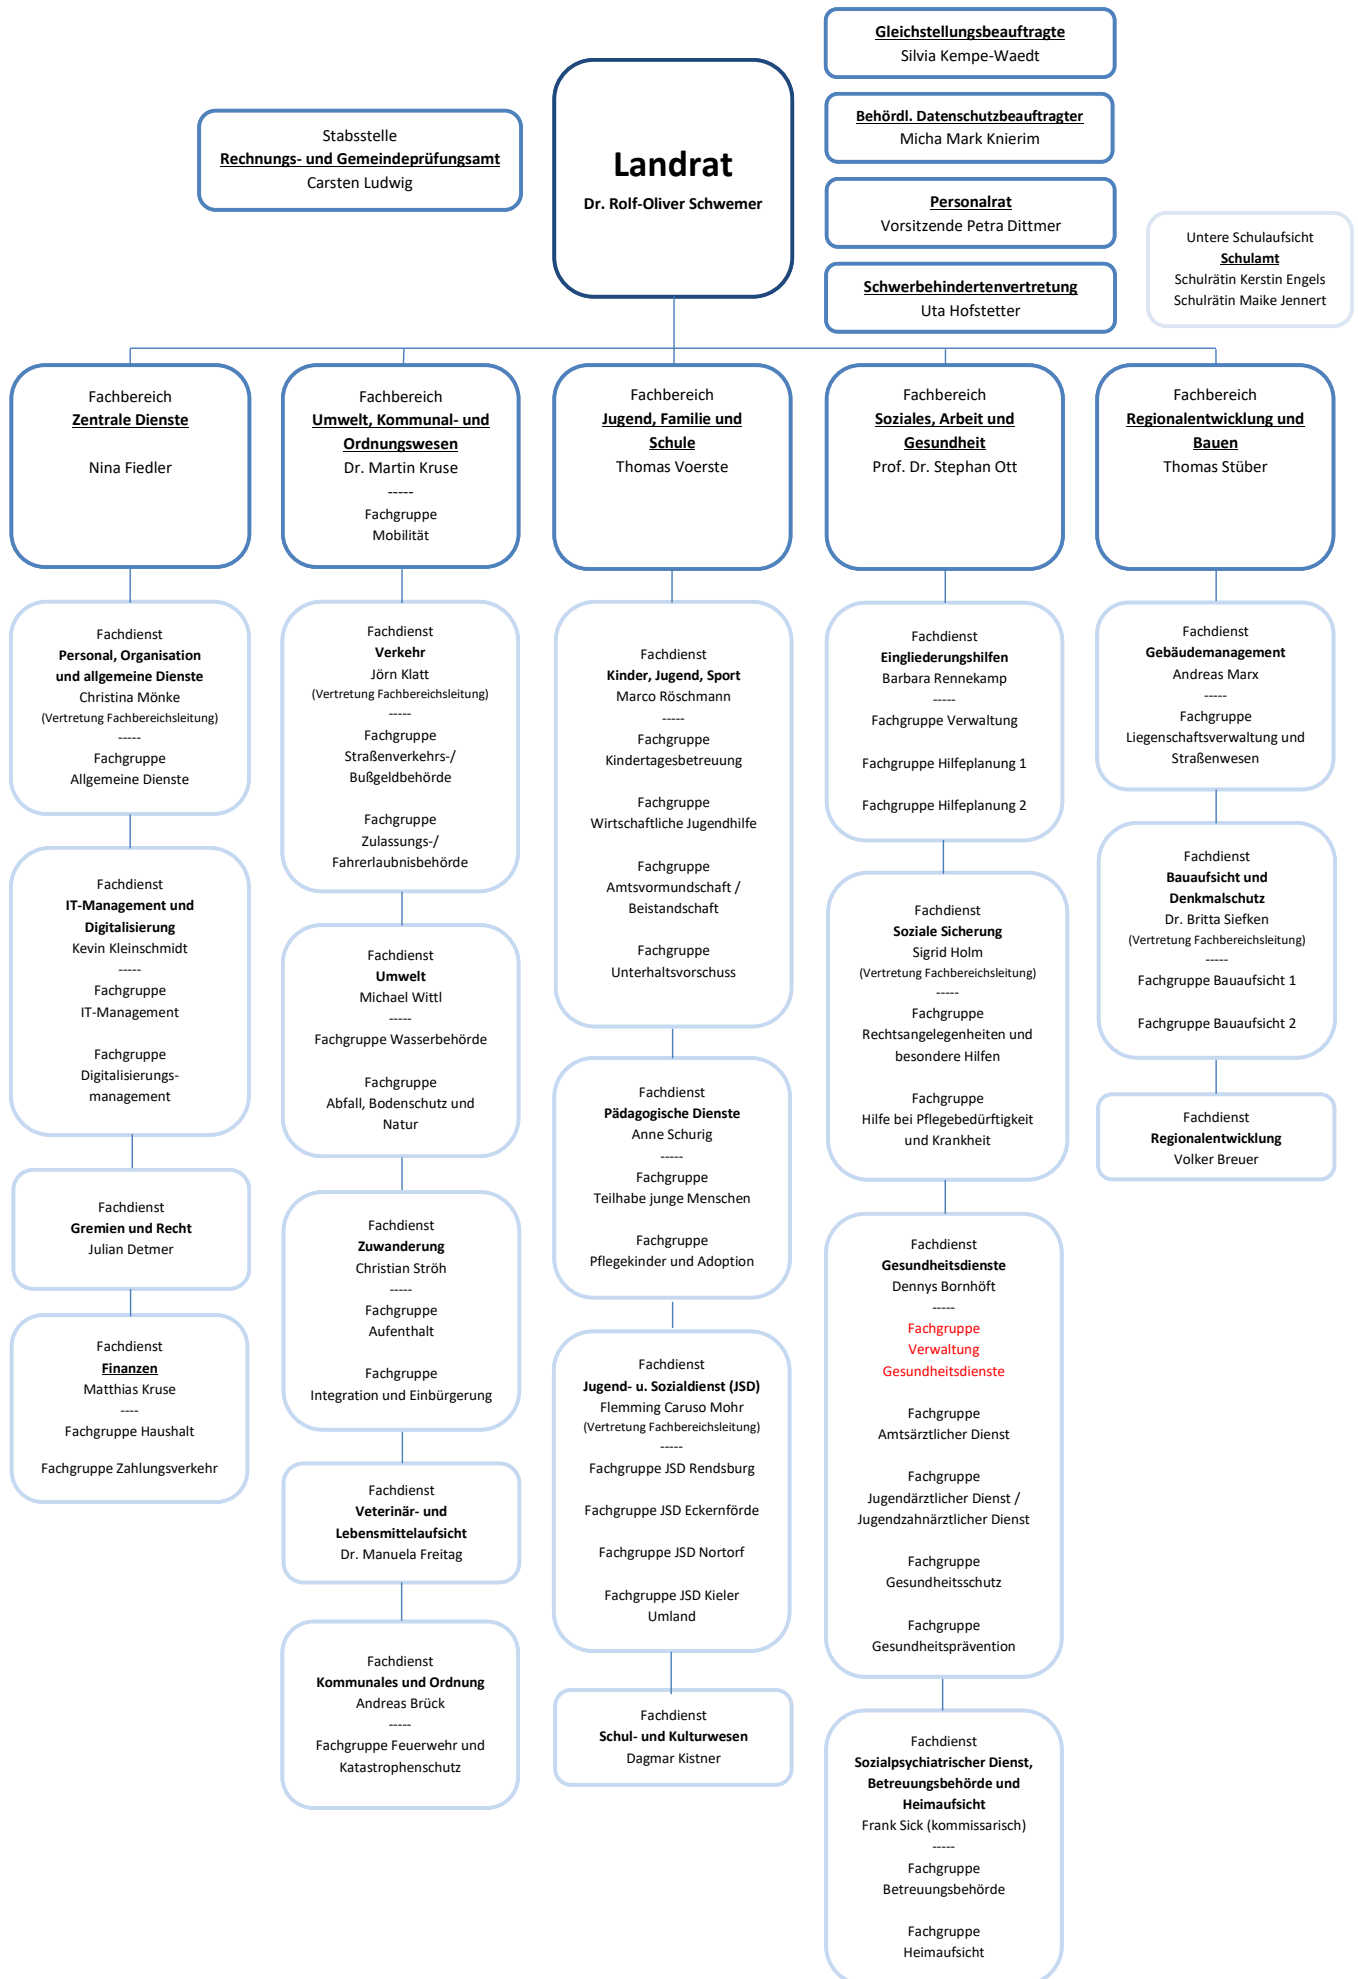 Gleichstellungsbeauftragte
Silvia Kempe-Waedt
Behördl. Datenschutzbeauftragter
Micha Mark Knierim
Personalrat
Vorsitzende Petra Dittmer
Schwerbehindertenvertretung
Uta Hofstetter
Stabsstelle
Rechnungs- und Gemeindeprüfungsamt
Carsten Ludwig
Landrat
Dr. Rolf-Oliver Schwemer
Untere Schulaufsicht
Schulamt
Schulrätin Kerstin Engels
Schulrätin Maike Jennert
Fachbereich
Zentrale Dienste
Nina Fiedler
Fachdienst
Personal, Organisation
und allgemeine Dienste
Christina Mönke
(Vertretung Fachbereichsleitung)
-----
Fachgruppe
Allgemeine Dienste
Fachdienst
IT-Management und
Digitalisierung
Kevin Kleinschmidt
-----
Fachgruppe
IT-Management
Fachgruppe
Digitalisierungs-
management
Fachdienst
Gremien und Recht
Julian Detmer
Fachdienst
Finanzen
Matthias Kruse
----
Fachgruppe Haushalt
Fachgruppe Zahlungsverkehr
Fachbereich
Umwelt, Kommunal- und
Ordnungswesen
Dr. Martin Kruse
-----
Fachgruppe
Mobilität
Fachdienst
Verkehr
Jörn Klatt
(Vertretung Fachbereichsleitung)
-----
Fachgruppe
Straßenverkehrs-/
Bußgeldbehörde
Fachgruppe
Zulassungs-/
Fahrerlaubnisbehörde
Fachdienst
Umwelt
Michael Wittl
-----
Fachgruppe Wasserbehörde
Fachgruppe
Abfall, Bodenschutz und
Natur
Fachdienst
Zuwanderung
Christian Ströh
-----
Fachgruppe
Aufenthalt
Fachgruppe
Integration und Einbürgerung
Fachdienst
Veterinär- und
Lebensmittelaufsicht
Dr. Manuela Freitag
Fachdienst
Kommunales und Ordnung
Andreas Brück
-----
Fachgruppe Feuerwehr und
Katastrophenschutz
Fachbereich
Jugend, Familie und
Schule
Thomas Voerste
Fachdienst
Kinder, Jugend, Sport
Marco Röschmann
-----
Fachgruppe
Kindertagesbetreuung
Fachgruppe
Wirtschaftliche Jugendhilfe
Fachgruppe
Amtsvormundschaft /
Beistandschaft
Fachgruppe
Unterhaltsvorschuss
Fachdienst
Pädagogische Dienste
Anne Schurig
-----
Fachgruppe
Teilhabe junge Menschen
Fachgruppe
Pflegekinder und Adoption
Fachdienst
Jugend- u. Sozialdienst (JSD)
Flemming Caruso Mohr
(Vertretung Fachbereichsleitung)
-----
Fachgruppe JSD Rendsburg
Fachgruppe JSD Eckernförde
Fachgruppe JSD Nortorf
Fachgruppe JSD Kieler
Umland
Fachdienst
Schul- und Kulturwesen
Dagmar Kistner
Fachbereich
Soziales, Arbeit und
Gesundheit
Prof. Dr. Stephan Ott
Fachdienst
Eingliederungshilfen
Barbara Rennekamp
-----
Fachgruppe Verwaltung
Fachgruppe Hilfeplanung 1
Fachgruppe Hilfeplanung 2
Fachdienst
Soziale Sicherung
Sigrid Holm
(Vertretung Fachbereichsleitung)
-----
Fachgruppe
Rechtsangelegenheiten und
besondere Hilfen
Fachgruppe
Hilfe bei Pflegebedürftigkeit
und Krankheit
Fachdienst
Gesundheitsdienste
Dennys Bornhöft
-----
Fachgruppe
Verwaltung
Gesundheitsdienste
Fachgruppe
Amtsärztlicher Dienst
Fachgruppe
Jugendärztlicher Dienst /
Jugendzahnärztlicher Dienst
Fachgruppe
Gesundheitsschutz
Fachgruppe
Gesundheitsprävention
Fachdienst
Sozialpsychiatrischer Dienst,
Betreuungsbehörde und
Heimaufsicht
Frank Sick (kommissarisch)
-----
Fachgruppe
Betreuungsbehörde
Fachgruppe
Heimaufsicht
Fachbereich
Regionalentwicklung und
Bauen
Thomas Stüber
Fachdienst
Gebäudemanagement
Andreas Marx
-----
Fachgruppe
Liegenschaftsverwaltung und
Straßenwesen
Fachdienst
Bauaufsicht und
Denkmalschutz
Dr. Britta Siefken
(Vertretung Fachbereichsleitung)
-----
Fachgruppe Bauaufsicht 1
Fachgruppe Bauaufsicht 2
Fachdienst
Regionalentwicklung
Volker Breuer